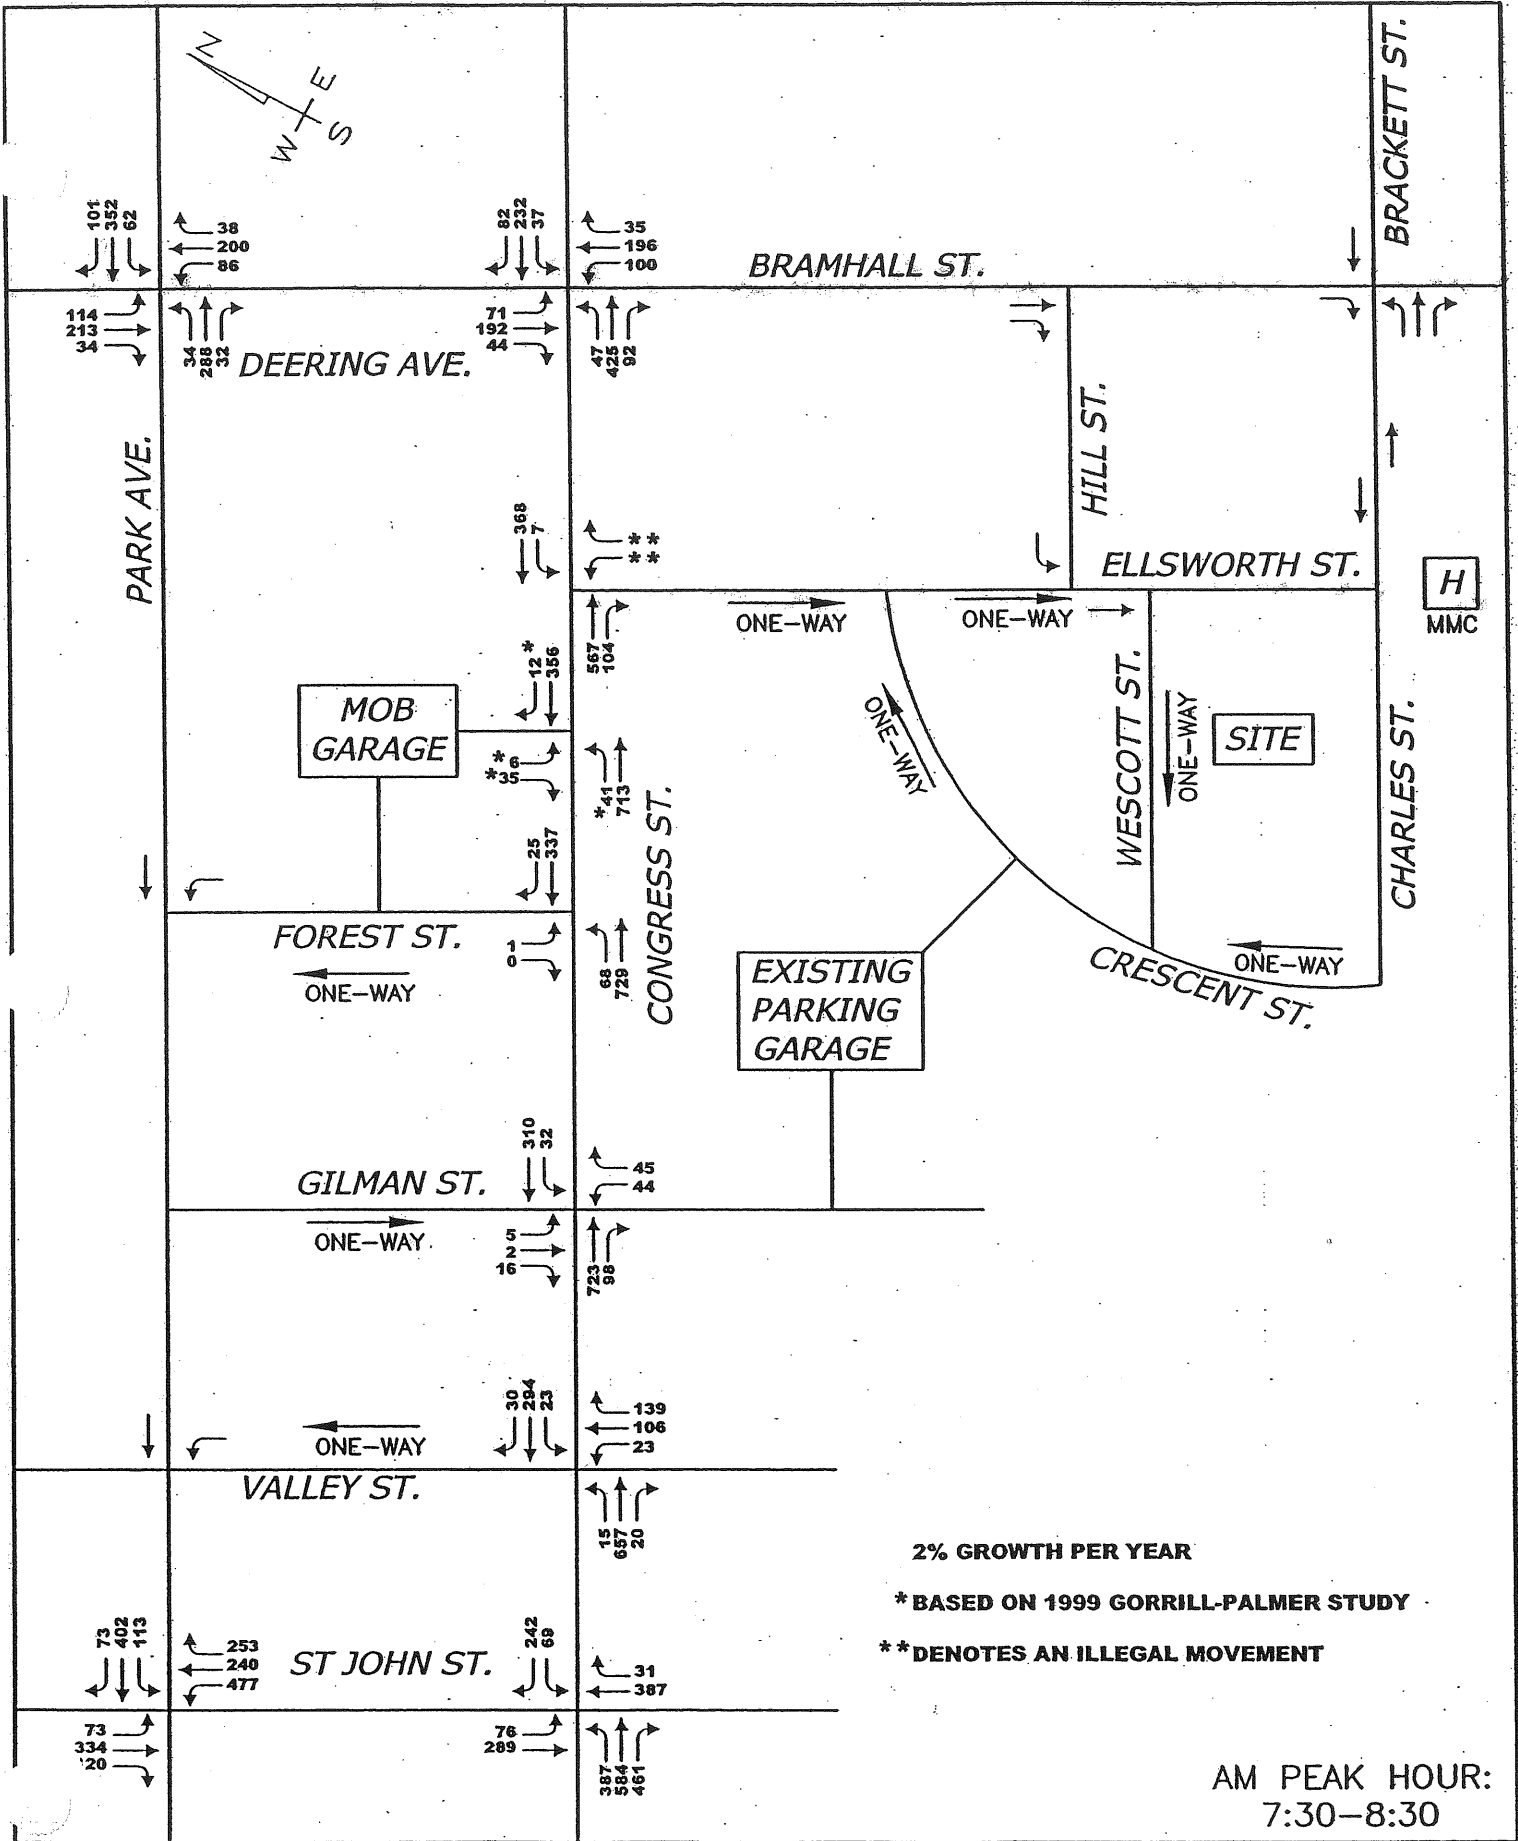 N
E
S
W
BRACKETT ST.
101 352 62
38
200
86
82 232 37
35
196
100
BRAMHALL ST.
114
213
34
34 288 32
DEERING AVE.
71
192
44
47 425 92
PARK AVE.
HILL ST.
368 7
**
**
ELLSWORTH ST.
H
MMC
ONE-WAY
ONE-WAY
567 104
12* 356
MOB
GARAGE
*6
*35
*41 713
CONGRESS ST.
ONE-WAY
WESCOTT ST.
ONE-WAY
SITE
CHARLES ST.
25 337
FOREST ST.
ONE-WAY
1
0
68 729
EXISTING
PARKING
GARAGE
CRESCENT ST.
ONE-WAY
310 32
45
44
GILMAN ST.
ONE-WAY
5
2
16
723 98
30 294 23
139
106
23
ONE-WAY
VALLEY ST.
15 657 20
2% GROWTH PER YEAR
*BASED ON 1999 GORRILL-PALMER STUDY
**DENOTES AN ILLEGAL MOVEMENT
73 402 113
253
240
477
ST JOHN ST.
242 69
31
387
73
334
76
289
387 584 461
AM PEAK HOUR:
7:30-8:30